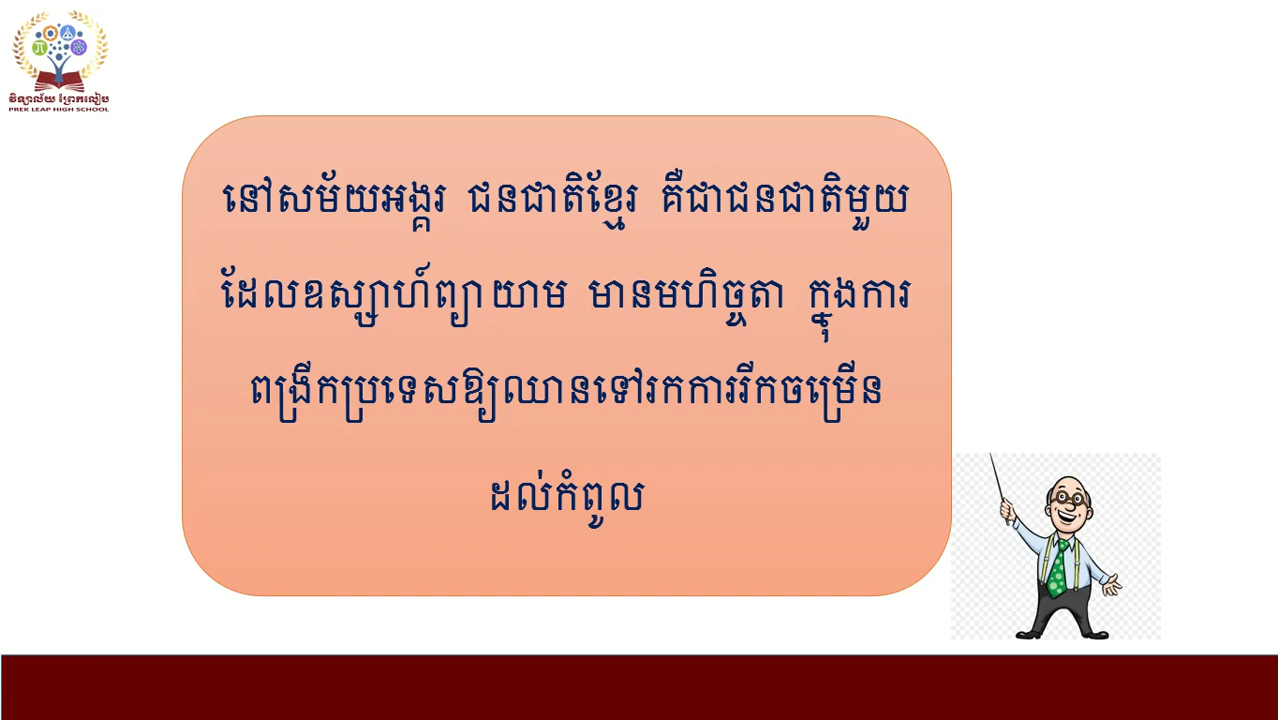 វិទ្យាល័យ ព្រែកលៀប
PREK LEAP HIGH SCHOOL
នៅសម័យអង្គរ ជនជាតិខ្មែរ គឺជាជនជាតិមួយ
ដែលឧស្សាហ៍ព្យាយាម មានមហិច្ចតា ក្នុងការ
ពង្រីកប្រទេសឱ្យឈានទៅរកការរីកចម្រើន
ដល់កំពូល